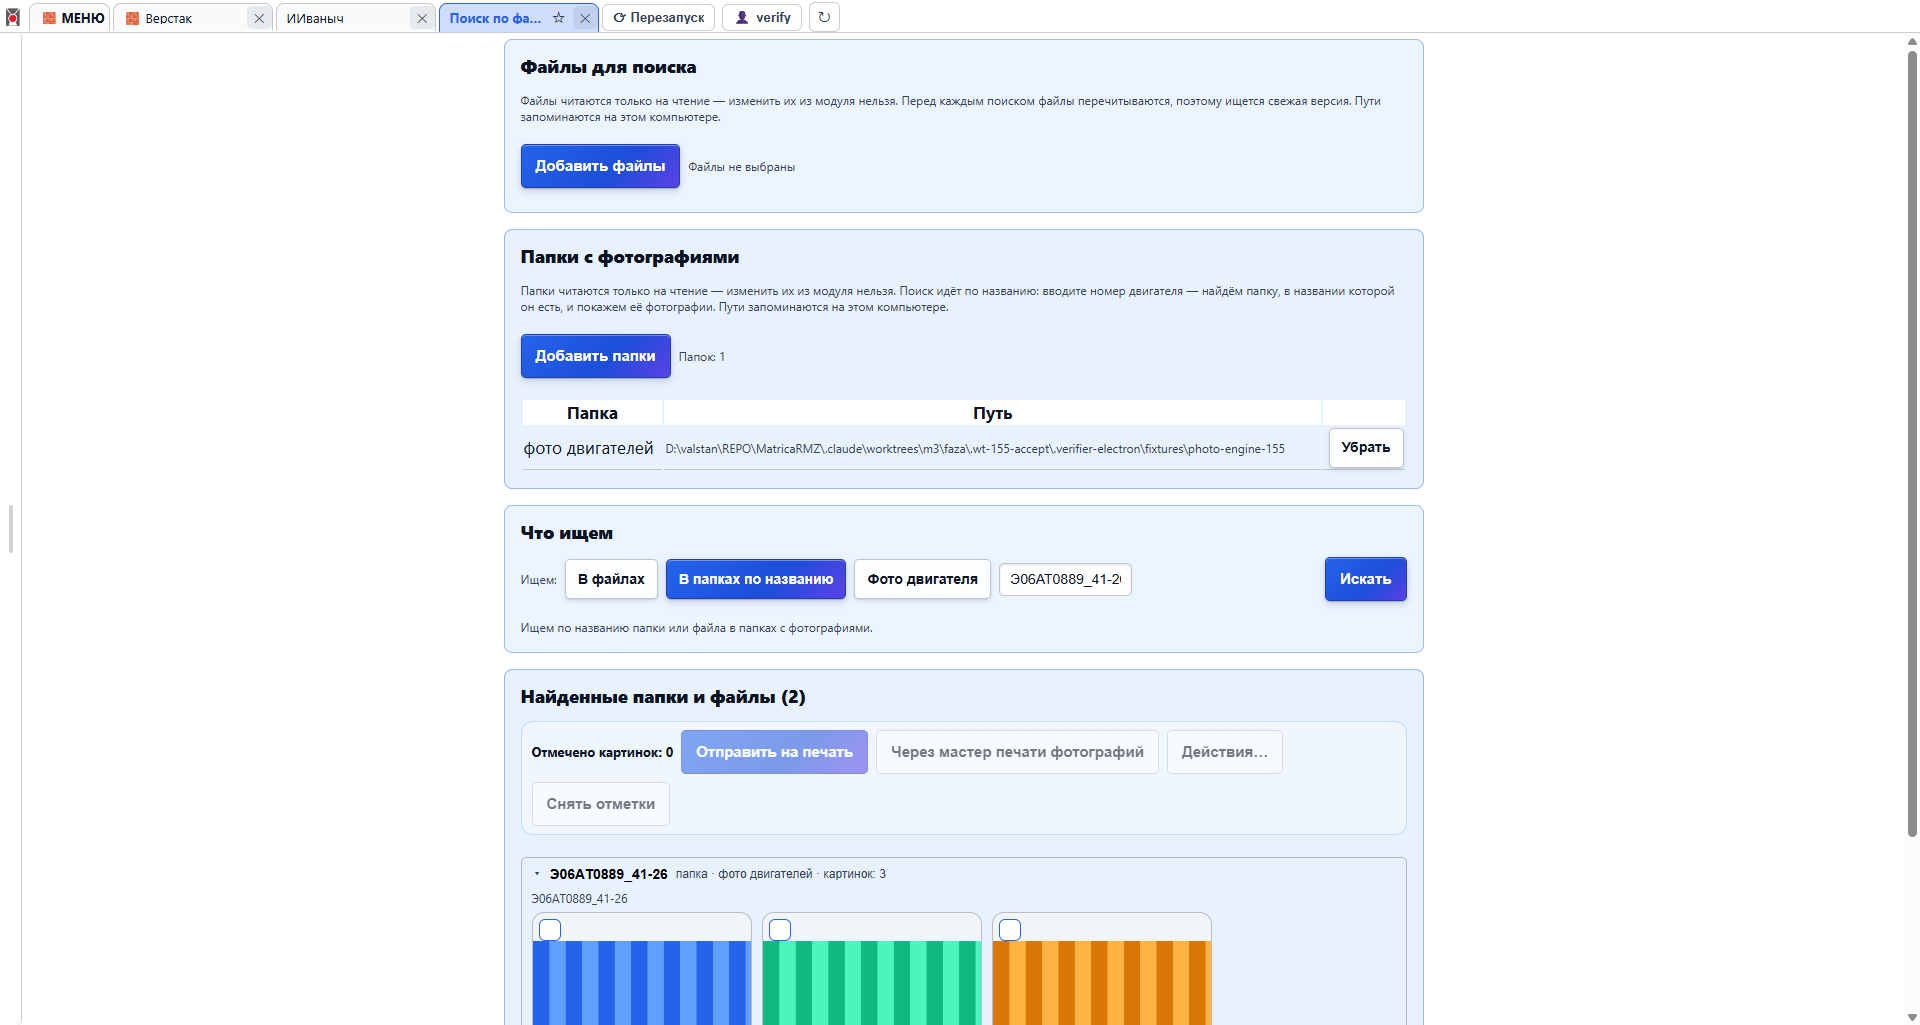 МЕНЮ
Верстак
ИИваныч
Поиск по фа...
Перезапуск
verify
Файлы для поиска
Файлы читаются только на чтение — изменить их из модуля нельзя. Перед каждым поиском файлы перечитываются, поэтому ищется свежая версия. Пути
запоминаются на этом компьютере.
Добавить файлы
Файлы не выбраны
Папки с фотографиями
Папки читаются только на чтение — изменить их из модуля нельзя. Поиск идёт по названию: вводите номер двигателя — найдём папку, в названии которой
он есть, и покажем её фотографии. Пути запоминаются на этом компьютере.
Добавить папки
Папок: 1
Папка
Путь
фото двигателей
D:\valstan\REPO\MatricaRMZ\.claude\worktrees\m3\faza\.wt-155-accept\.verifier-electron\fixtures\photo-engine-155
Убрать
Что ищем
Ищем:
В файлах
В папках по названию
Фото двигателя
Э06АТ0889_41-2
Искать
Ищем по названию папки или файла в папках с фотографиями.
Найденные папки и файлы (2)
Отмечено картинок: 0
Отправить на печать
Через мастер печати фотографий
Действия...
Снять отметки
Э06АТ0889_41-26 папка · фото двигателей · картинок: 3
Э06АТ0889_41-26